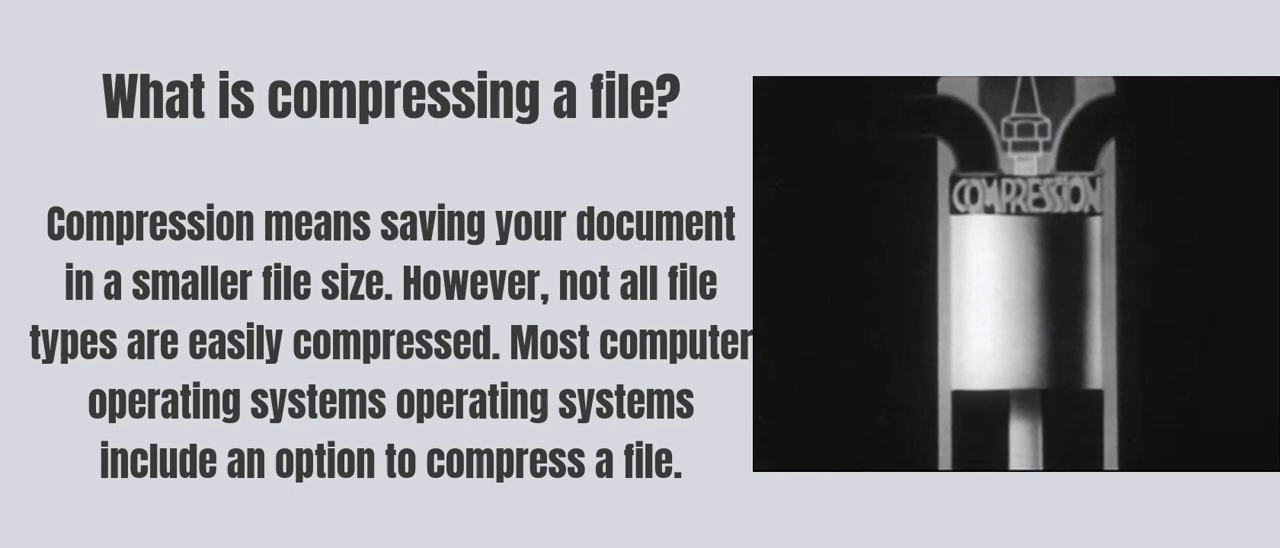 What is compressing a file?
Compression means saving your document
in a smaller file size. However, not all file
types are easily compressed. Most computer
operating systems operating systems
include an option to compress a file.
COMPRESSION